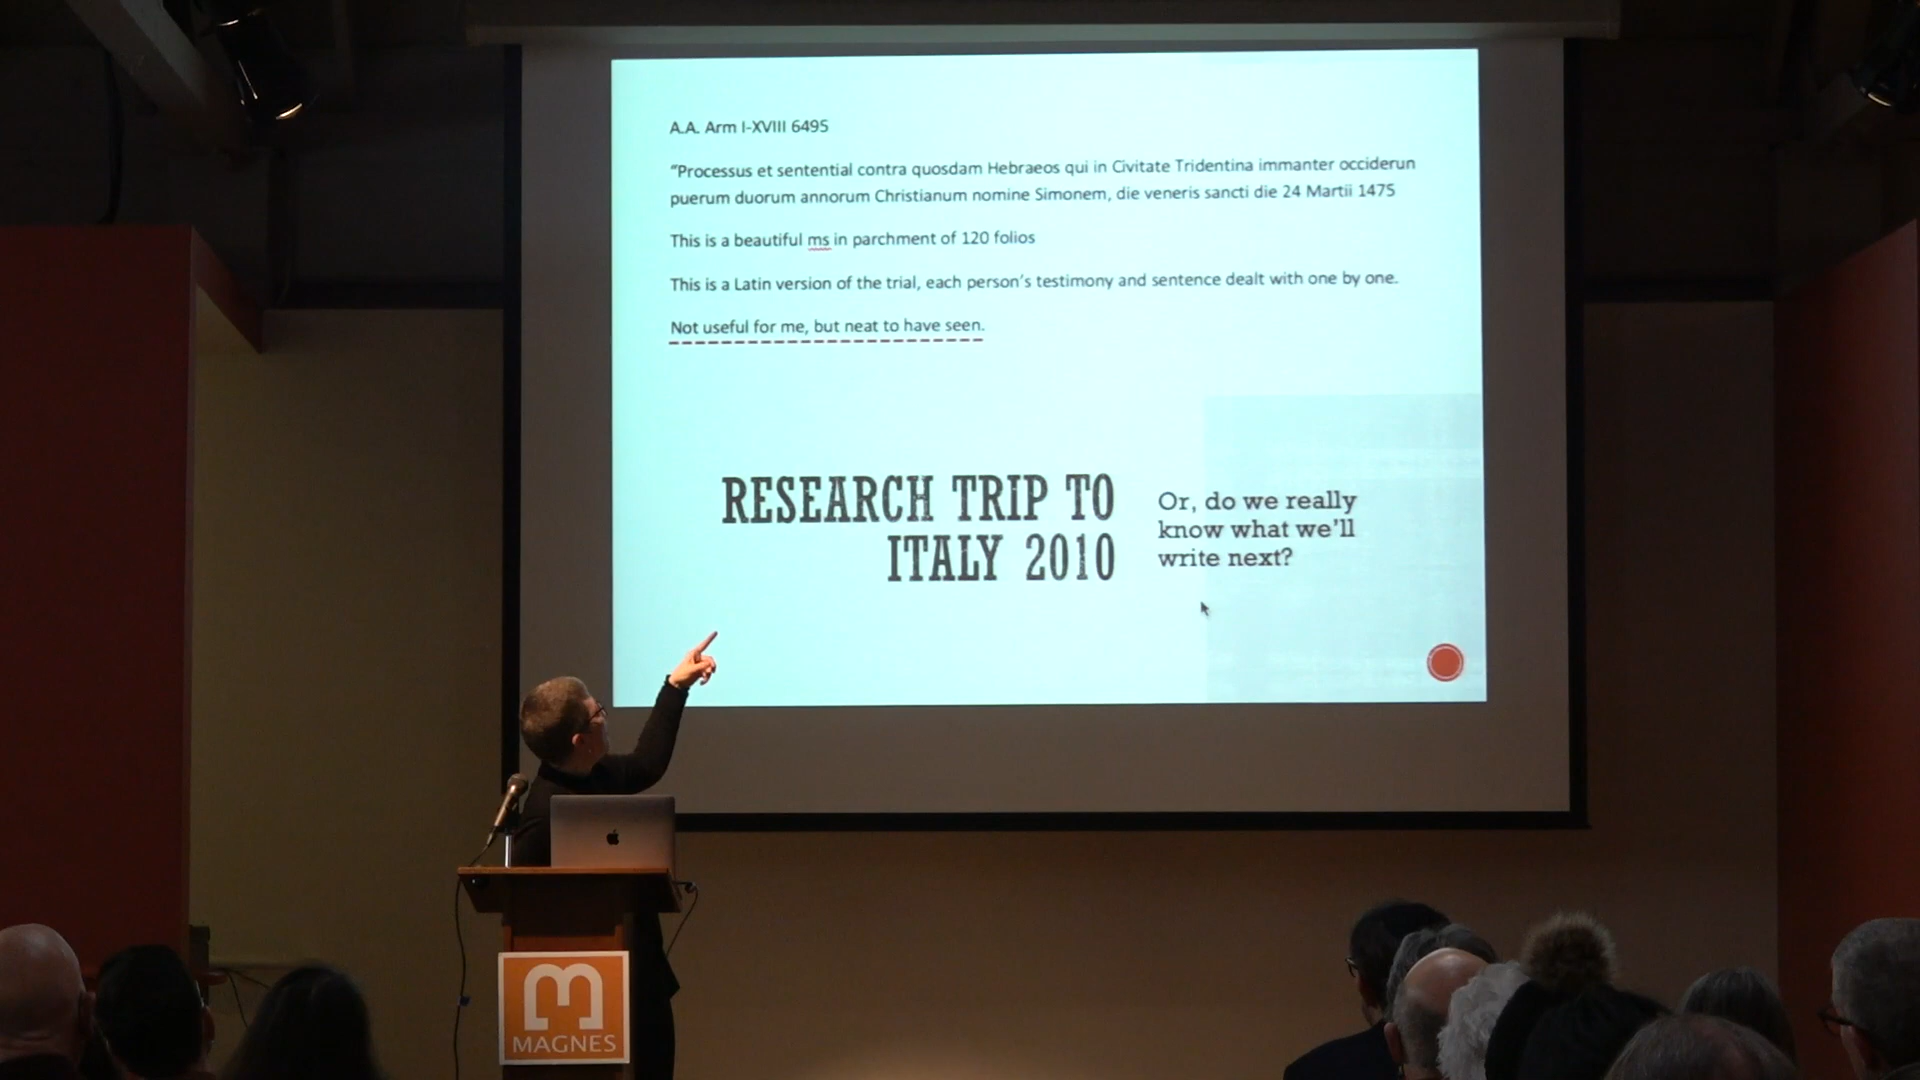 A.A. Arm I-XVIII 6495
“Processus et sentential contra quosdam Hebraeos qui in Civitate Tridentina immanter occiderun
puerum duorum annorum Christianum nomine Simonem, die veneris sancti die 24 Martii 1475
This is a beautiful ms in parchment of 120 folios
This is a Latin version of the trial, each person’s testimony and sentence dealt with one by one.
Not useful for me, but neat to have seen.
RESEARCH TRIP TO
ITALY 2010
Or, do we really
know what we’ll
write next?
MAGNES